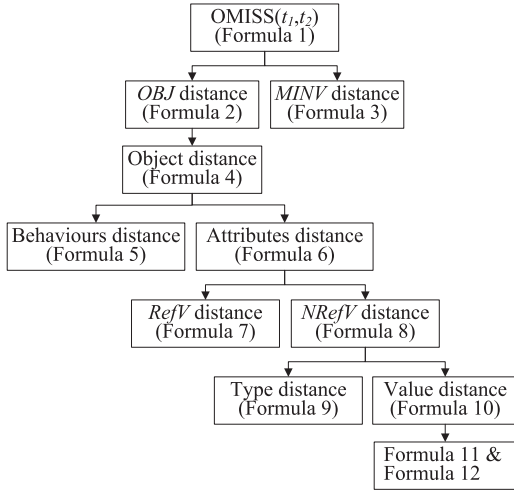 OMISS(t1,t2)
(Formula 1)
OBJ distance
(Formula 2)
MINV distance
(Formula 3)
Object distance
(Formula 4)
Behaviours distance
(Formula 5)
Attributes distance
(Formula 6)
RefV distance
(Formula 7)
NRefV distance
(Formula 8)
Type distance
(Formula 9)
Value distance
(Formula 10)
Formula 11 &
Formula 12